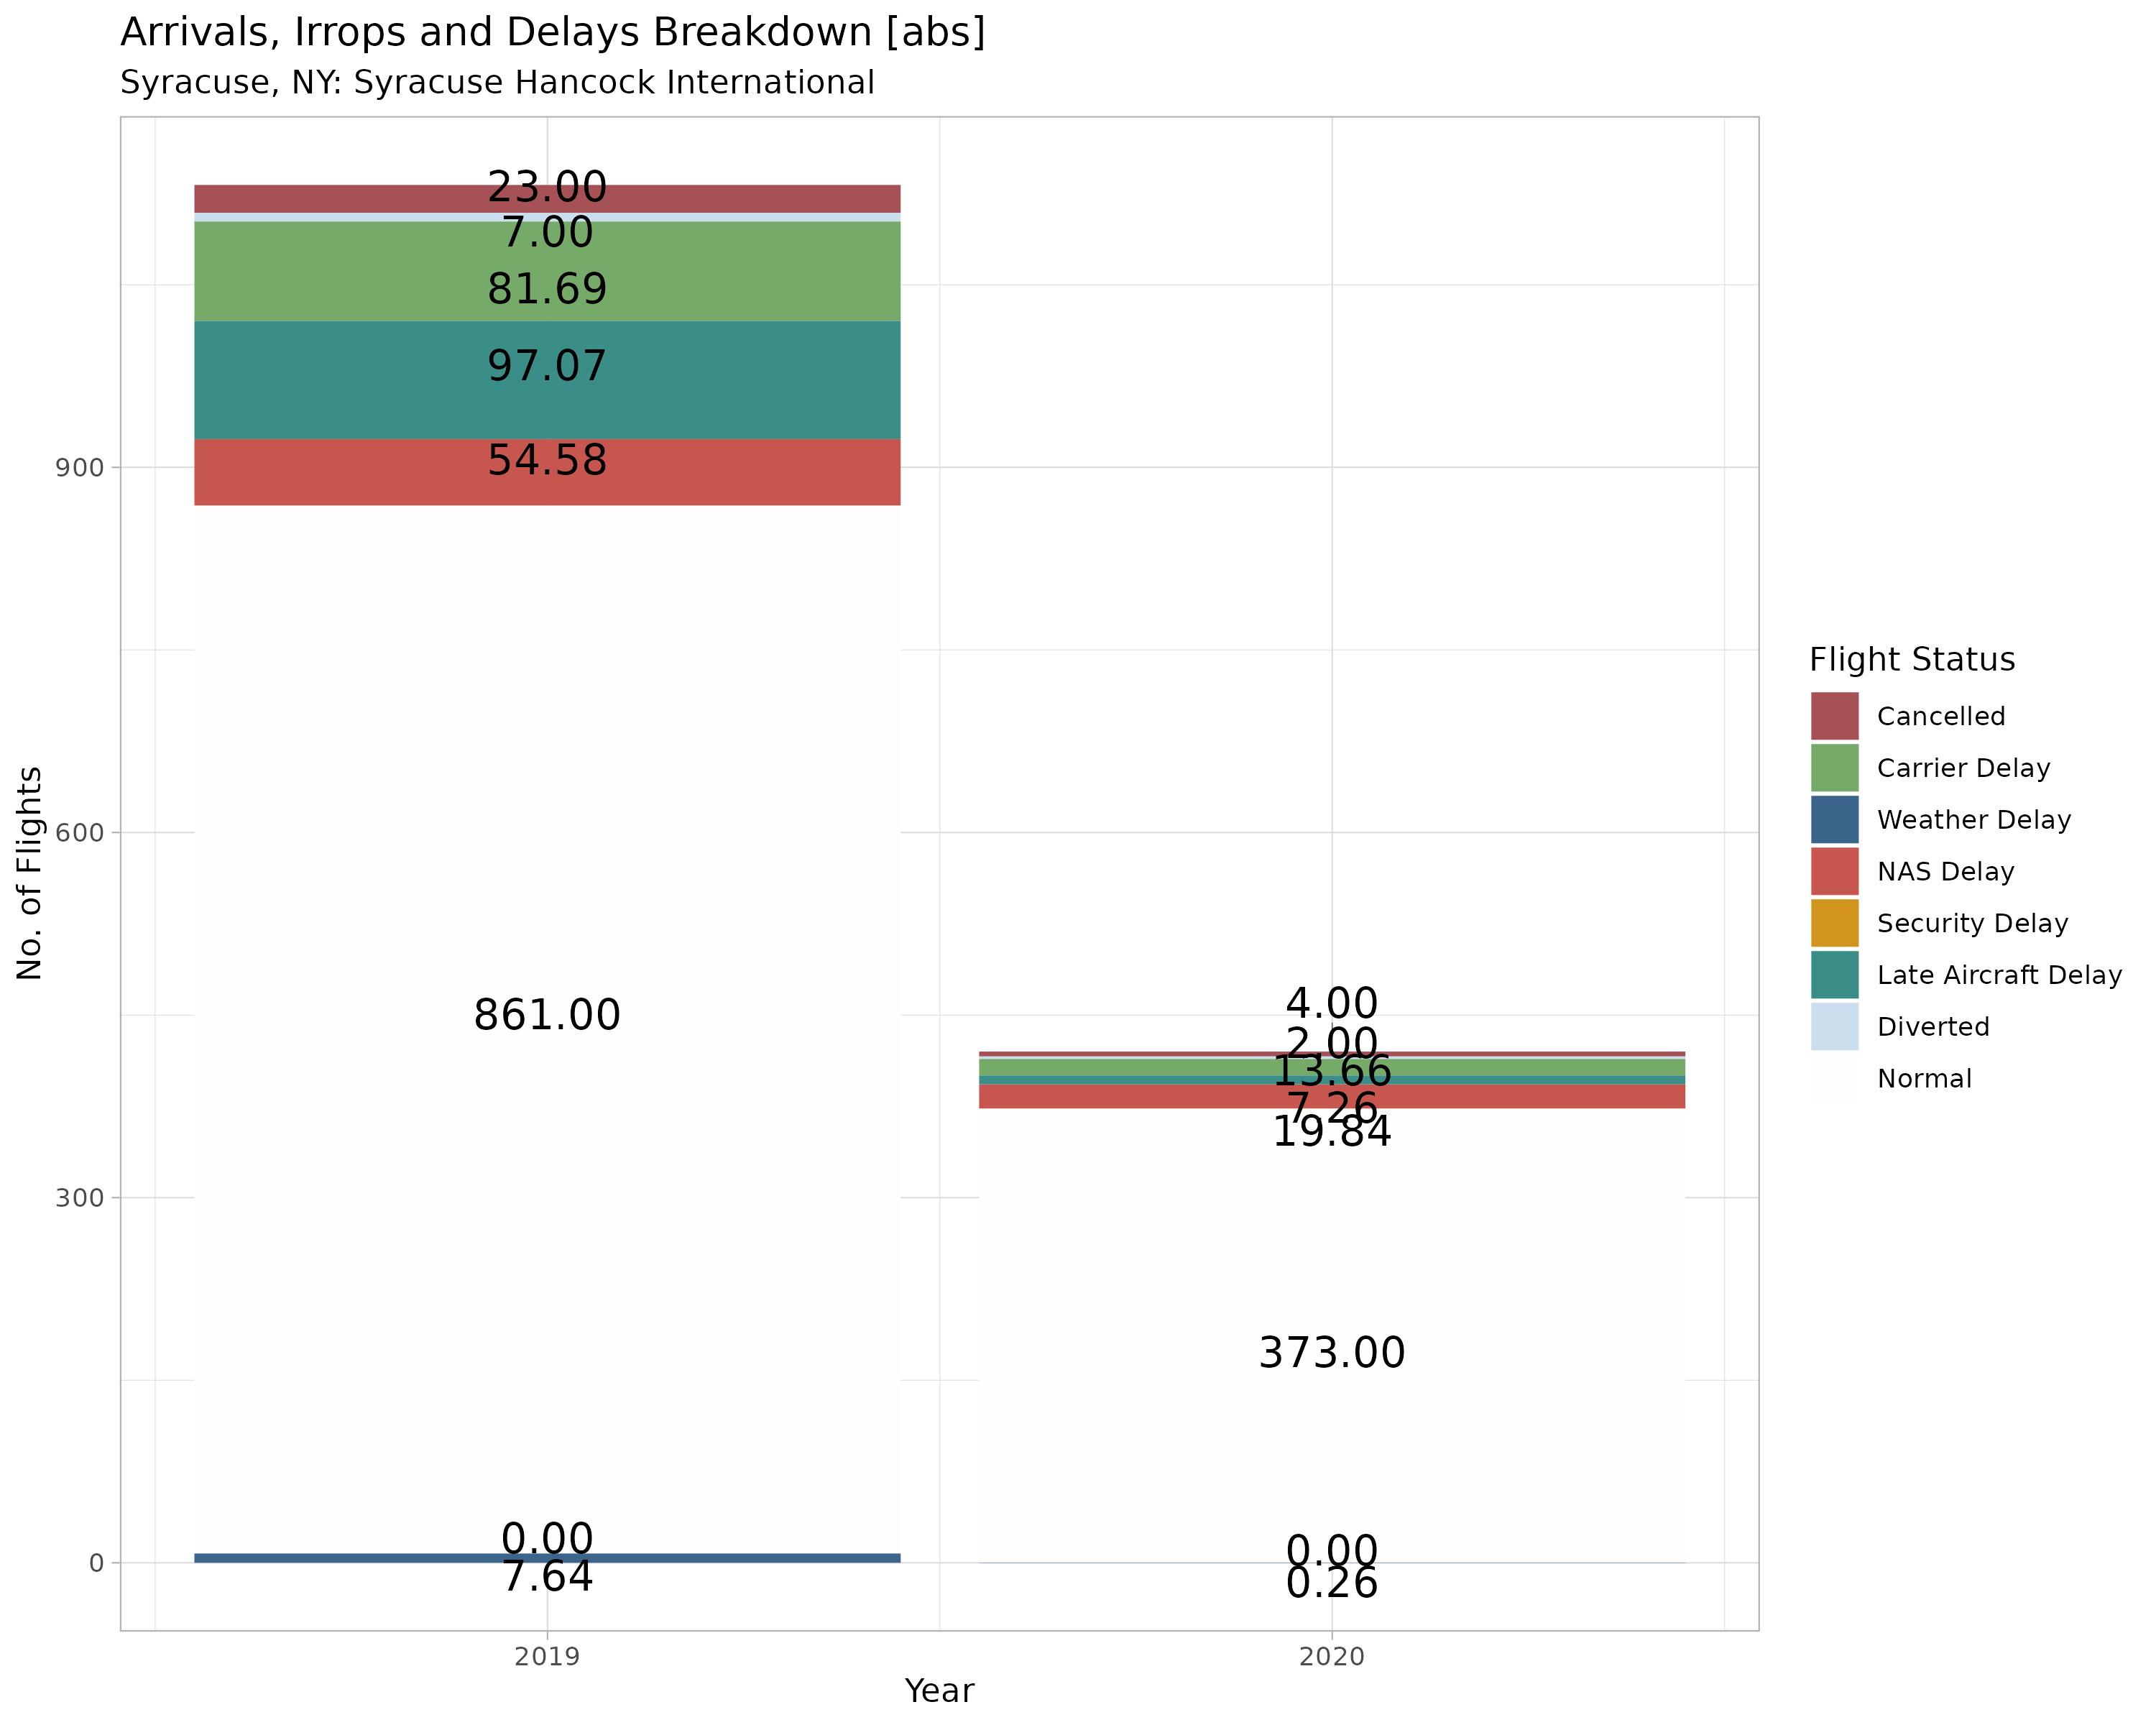 Arrivals, Irrops and Delays Breakdown [abs]
Syracuse, NY: Syracuse Hancock International
No. of Flights
900
600
300
0
23.00
7.00
81.69
97.07
54.58
861.00
0.00
7.64
4.00
2.00
13.66
7.26
19.84
373.00
0.00
0.26
2019
2020
Year
Flight Status
Cancelled
Carrier Delay
Weather Delay
NAS Delay
Security Delay
Late Aircraft Delay
Diverted
Normal